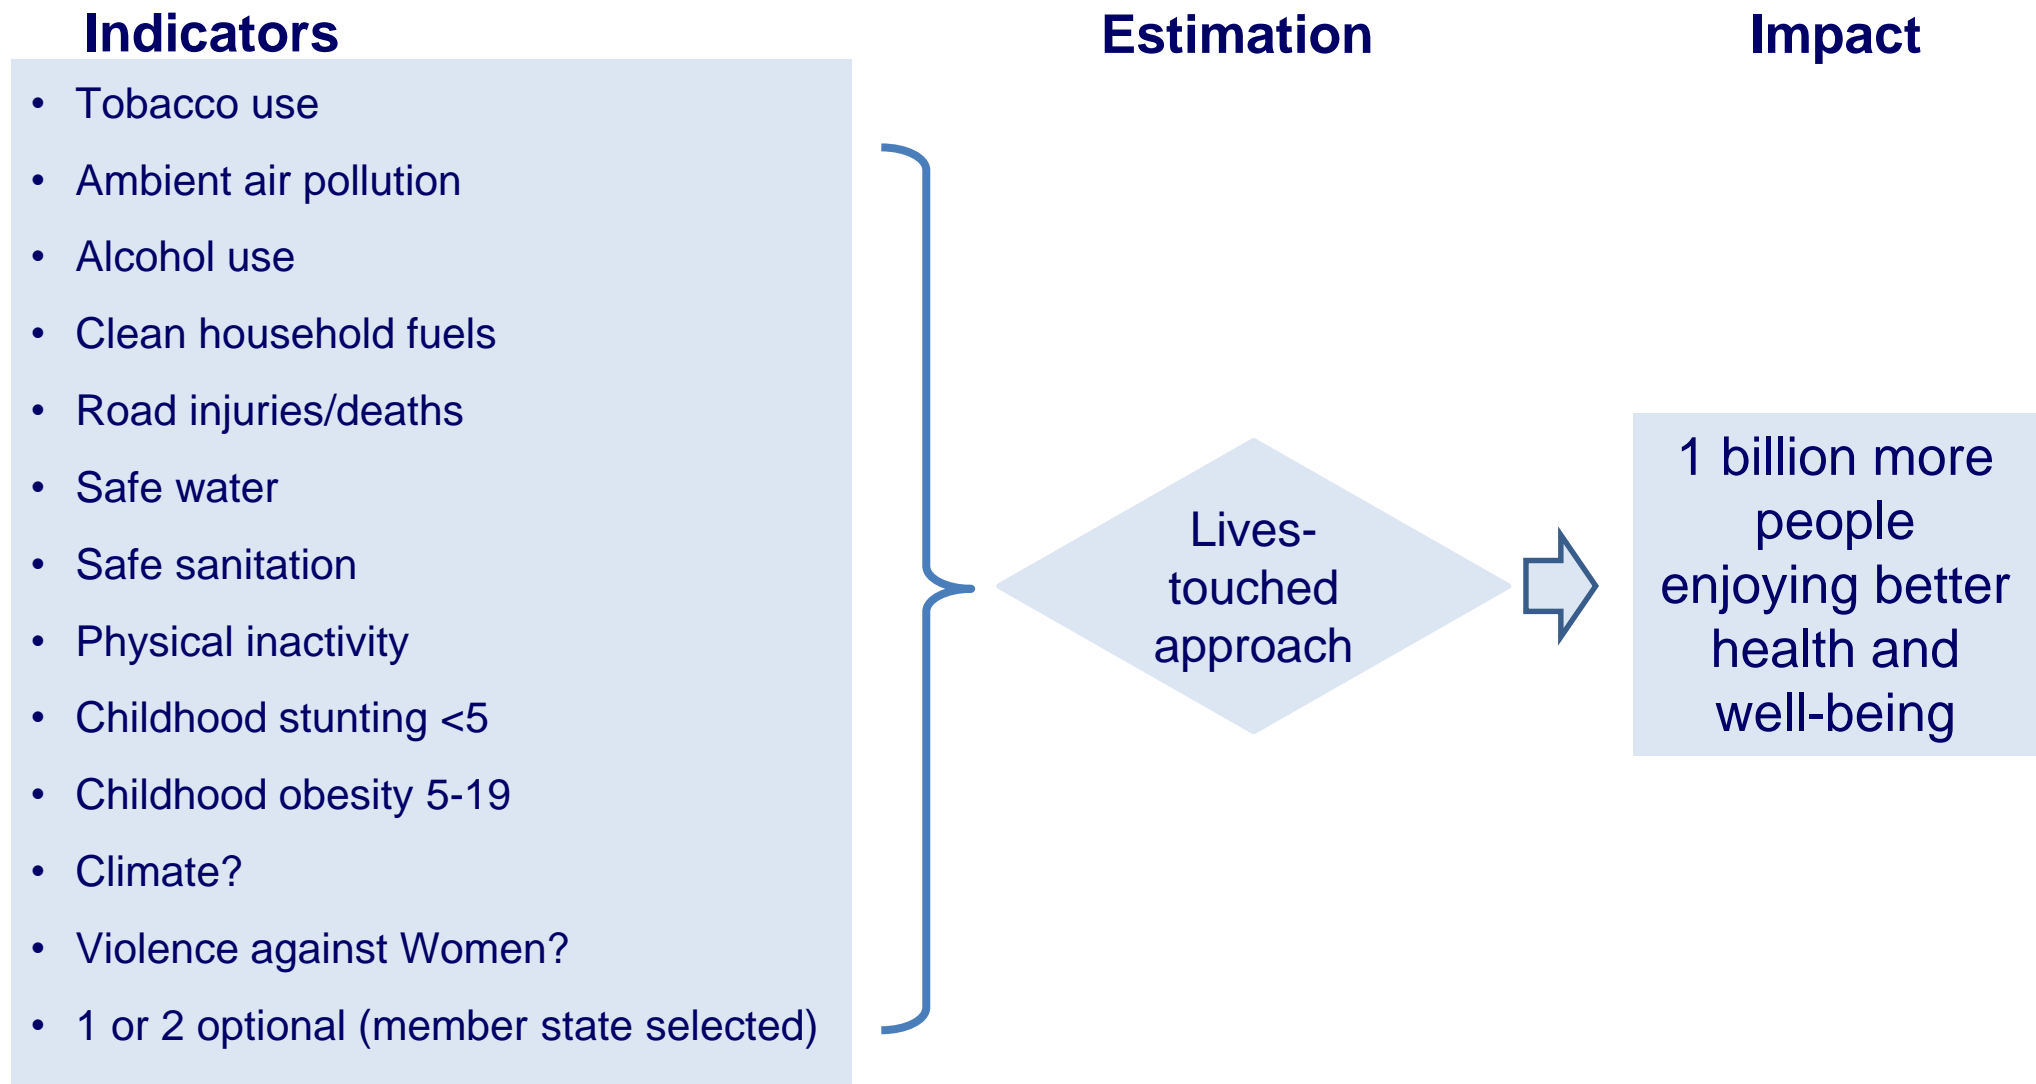 Indicators
Estimation
Impact
• Tobacco use
• Ambient air pollution
• Alcohol use
• Clean household fuels
• Road injuries/deaths
• Safe water
• Safe sanitation
• Physical inactivity
• Childhood stunting <5
• Childhood obesity 5-19
• Climate?
• Violence against Women?
• 1 or 2 optional (member state selected)
Lives-
touched
approach
1 billion more
people
enjoying better
health and
well-being